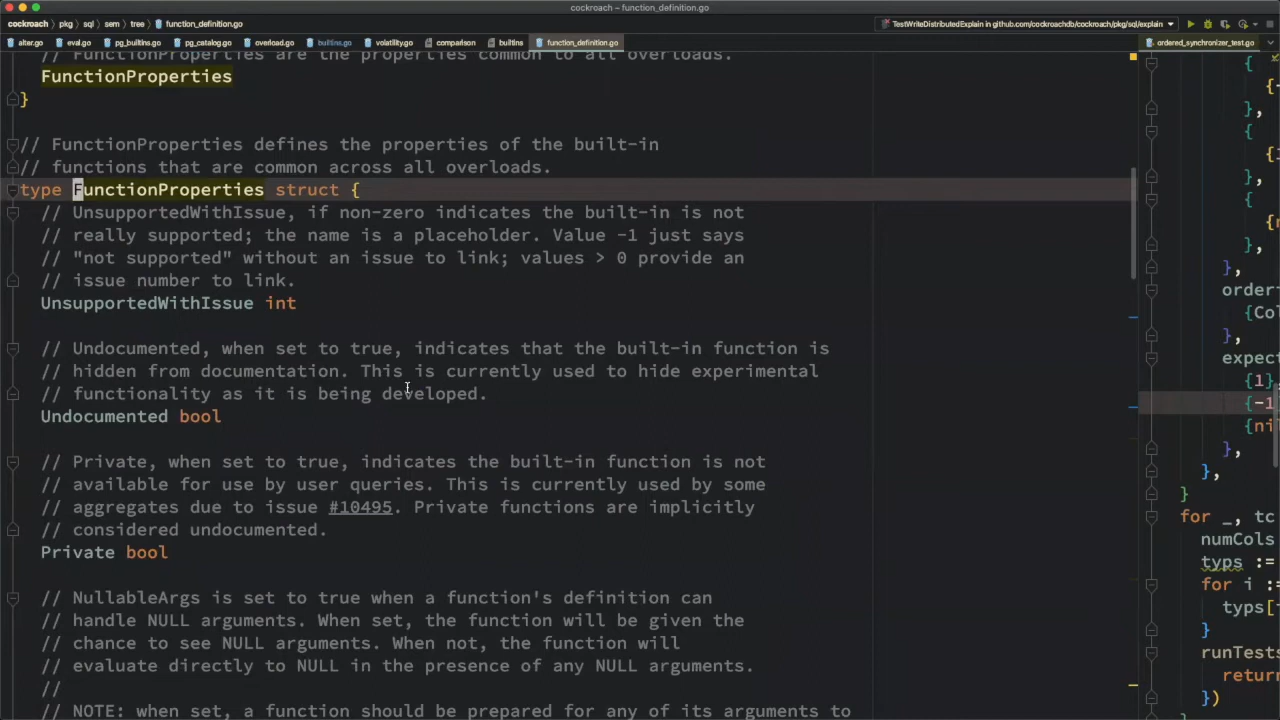 cockroach – function_definition.go
cockroach pkg sql sem tree function_definition.go
TestWriteDistributedExplain in github.com/cockroachdb/cockroach/pkg/sql/explain
alter.go eval.go pg_builtins.go pg_catalog.go overload.go builtins.go volatility.go comparison builtins function_definition.go ordered_synchronizer_test.go
// FunctionProperties are the properties common to all overloads.
FunctionProperties
}
// FunctionProperties defines the properties of the built-in
// functions that are common across all overloads.
type FunctionProperties struct {
// UnsupportedWithIssue, if non-zero indicates the built-in is not
// really supported; the name is a placeholder. Value -1 just says
// "not supported" without an issue to link; values > 0 provide an
// issue number to link.
UnsupportedWithIssue int
// Undocumented, when set to true, indicates that the built-in function is
// hidden from documentation. This is currently used to hide experimental
// functionality as it is being developed.
Undocumented bool
// Private, when set to true, indicates the built-in function is not
// available for use by user queries. This is currently used by some
// aggregates due to issue #10495. Private functions are implicitly
// considered undocumented.
Private bool
// NullableArgs is set to true when a function's definition can
// handle NULL arguments. When set, the function will be given the
// chance to see NULL arguments. When not, the function will
// evaluate directly to NULL in the presence of any NULL arguments.
//
// NOTE: when set, a function should be prepared for any of its arguments to
{
{
},
{
{
},
{
{
},
},
order
{Col
},
expec
{1}
{-1
{ni
},
},
}
for _, tc
numCols
typs :=
for i :=
typs[
}
runTests
return
})
}